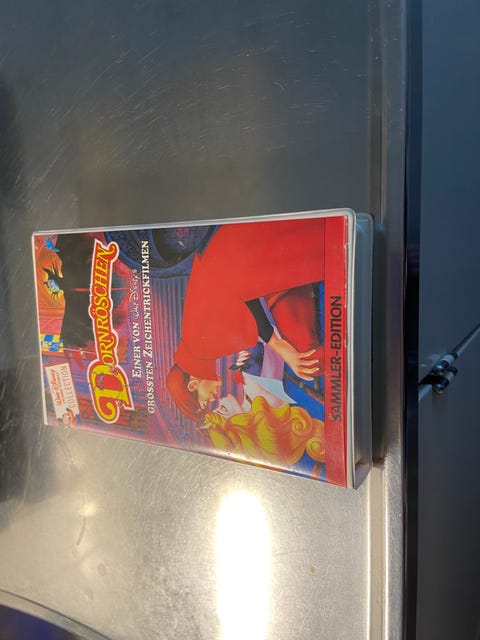 Walt Disney
COLLECTION
DORNRÖSCHEN
EINER VON Walt Disneys
GRÖSSTEN ZEICHENTRICKFILMEN
SAMMLER-EDITION